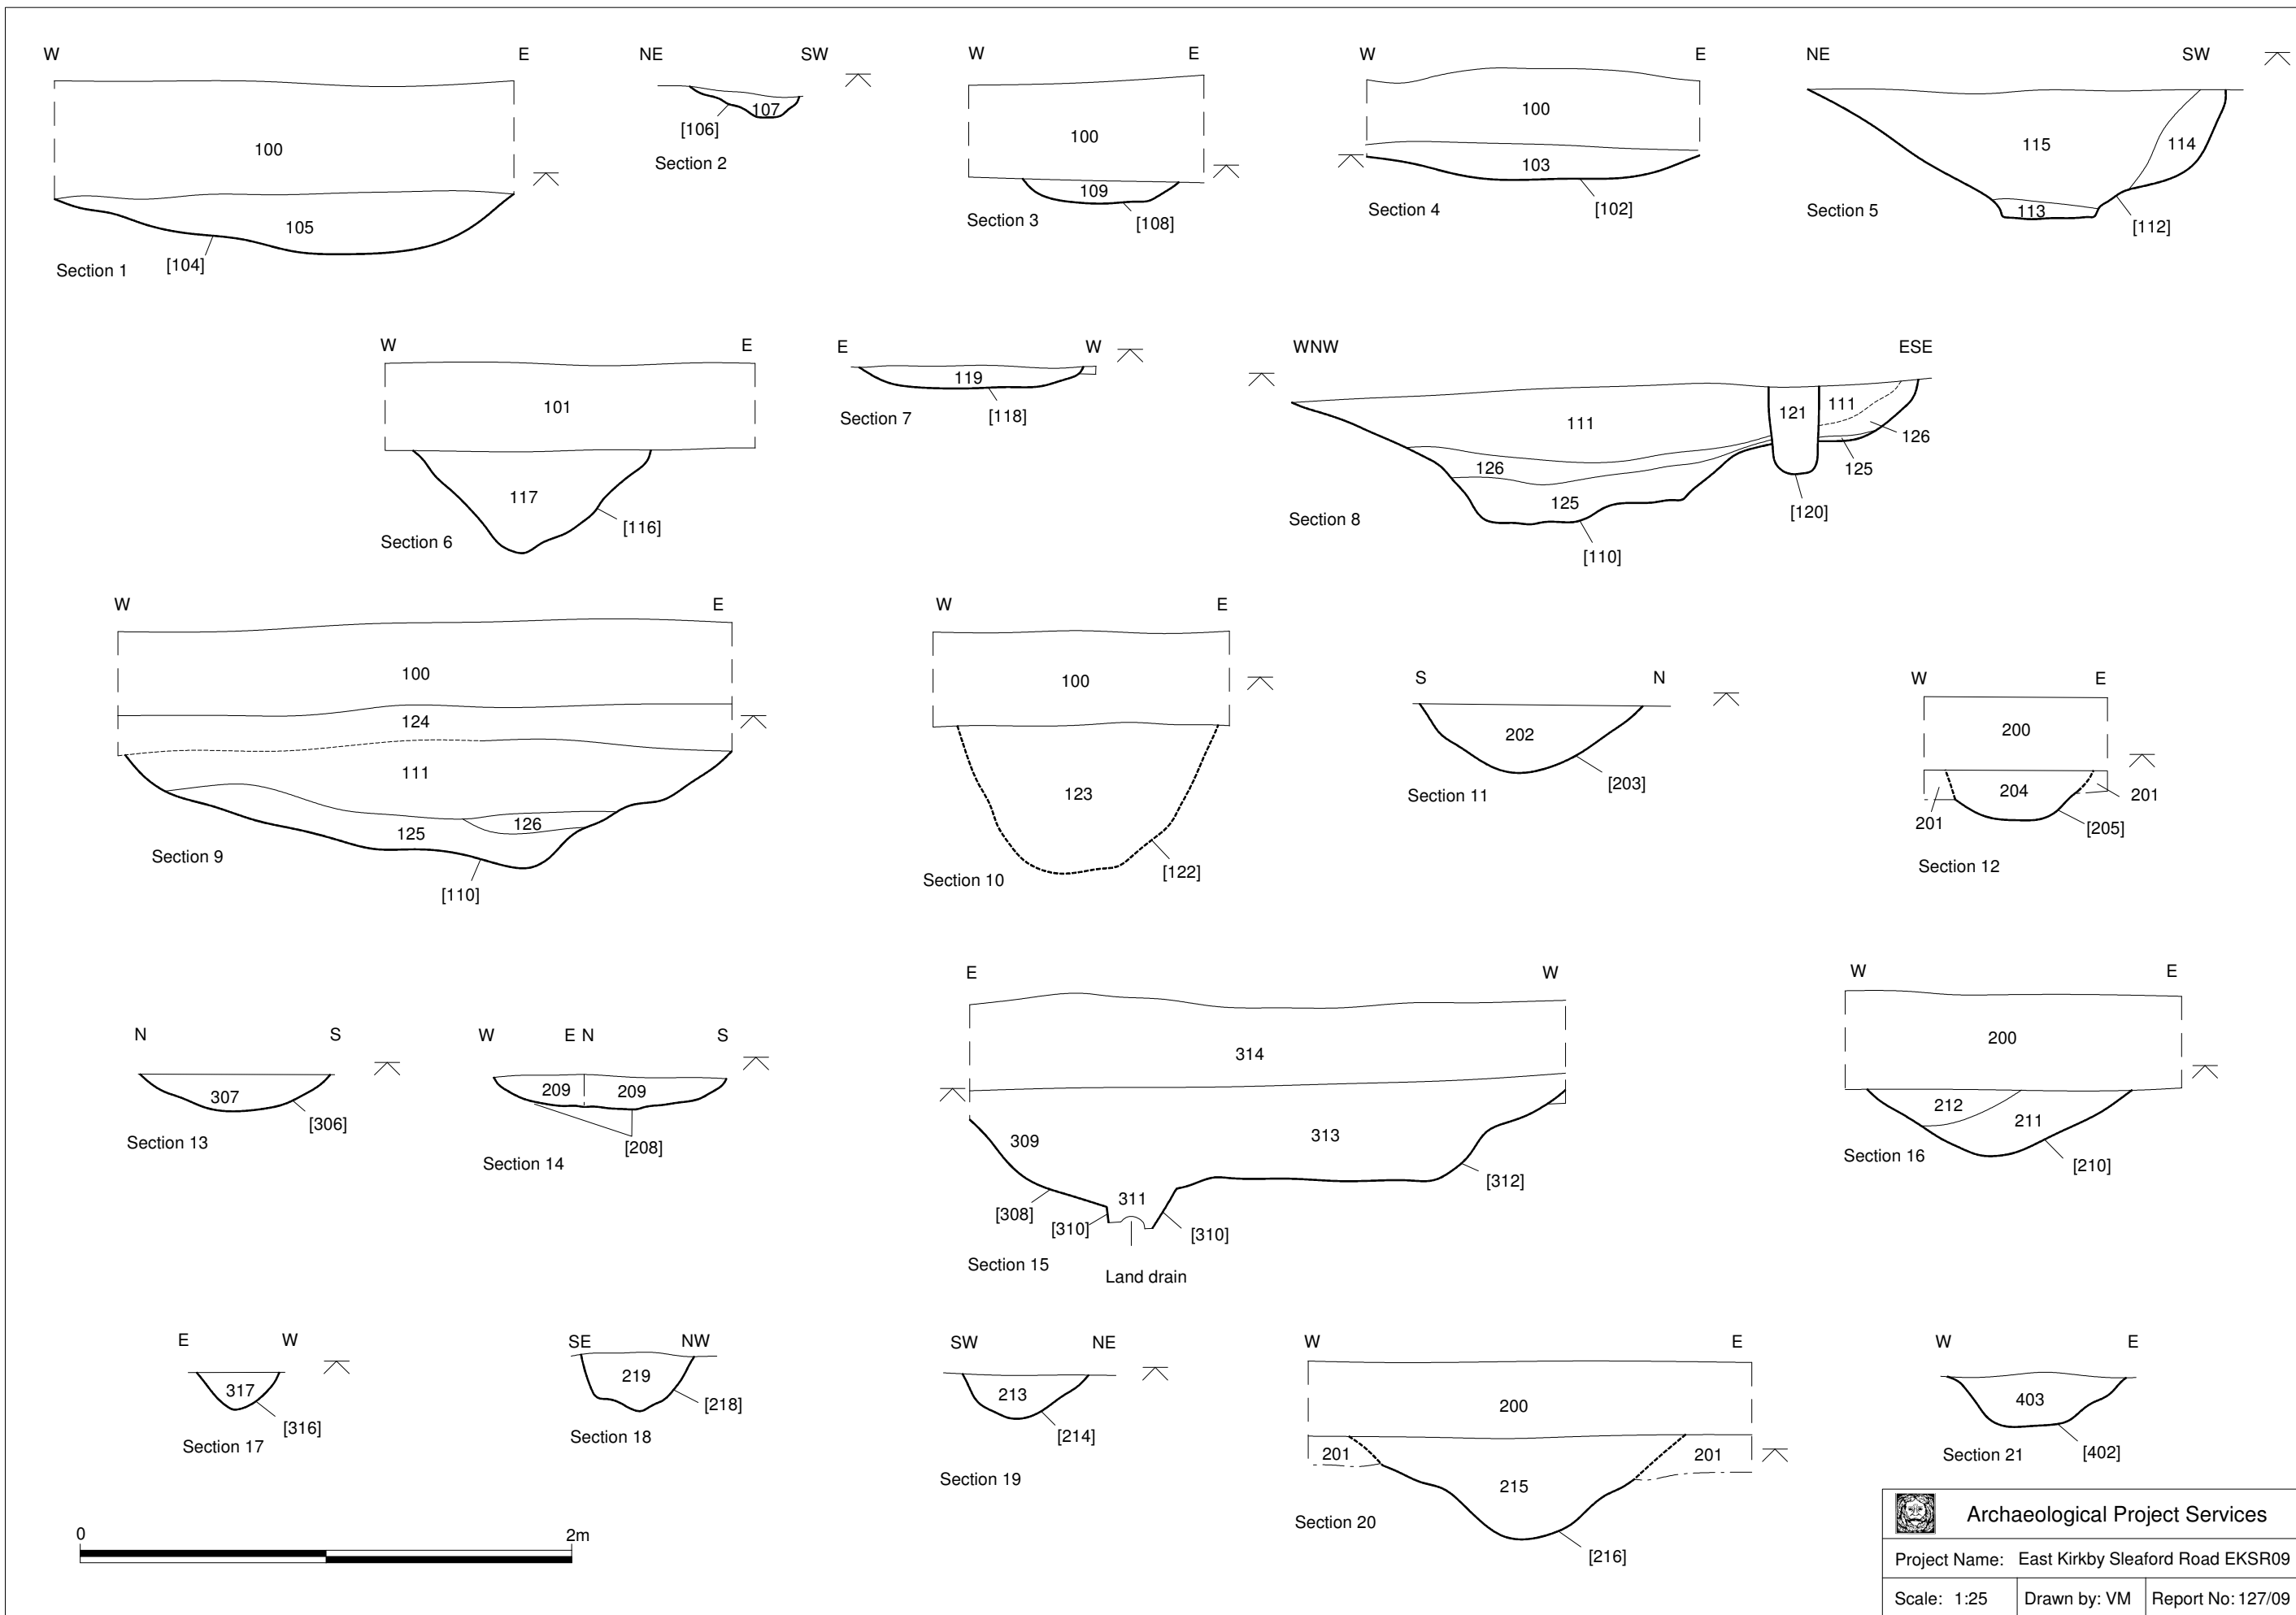 W E
100
105
[104]
Section 1
NE SW
107
[106]
Section 2
W E
100
109
[108]
Section 3
W E
100
103
[102]
Section 4
NE SW
115
114
113
[112]
Section 5
W E
101
117
[116]
Section 6
E W
119
[118]
Section 7
WNW ESE
111
121
111
126
126
125
125
[120]
[110]
Section 8
W E
100
124
111
126
125
[110]
Section 9
W E
100
123
[122]
Section 10
S N
202
[203]
Section 11
W E
200
204
201
201
[205]
Section 12
N S
307
[306]
Section 13
W E N S
209 209
[208]
Section 14
E W
314
309
313
311
[312]
[308]
[310]
[310]
Section 15
Land drain
W E
200
212
211
[210]
Section 16
E W
317
[316]
Section 17
SE NW
219
[218]
Section 18
SW NE
213
[214]
Section 19
W E
200
201
201
215
[216]
Section 20
W E
403
[402]
Section 21
0 2m
Archaeological Project Services
Project Name: East Kirkby Sleaford Road EKSR09
Scale: 1:25 Drawn by: VM Report No: 127/09